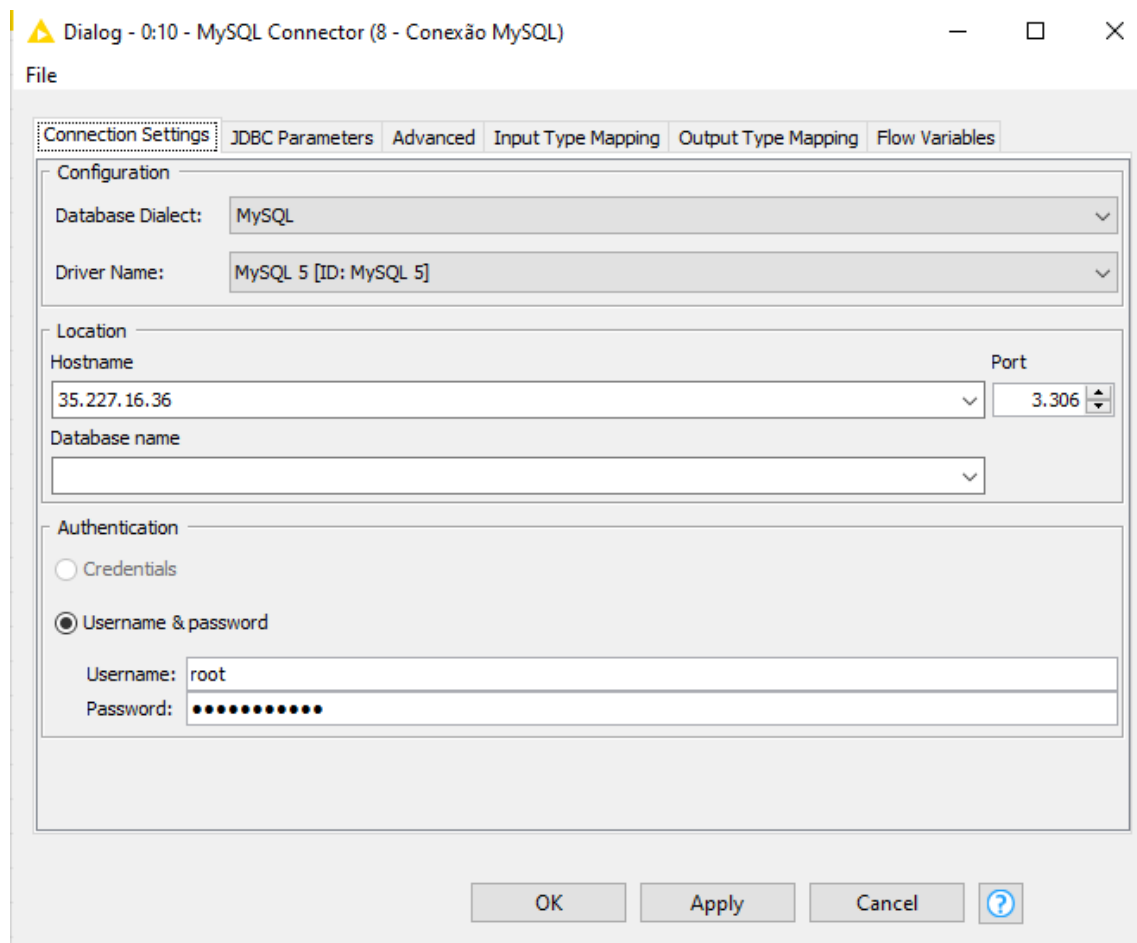 Dialog - 0:10 - MySQL Connector (8 - Conexão MySQL)
File
Connection Settings JDBC Parameters Advanced Input Type Mapping Output Type Mapping Flow Variables
Configuration
Database Dialect: MySQL
Driver Name: MySQL 5 [ID: MySQL 5]
Location
Hostname Port
35.227.16.36 3.306
Database name
Authentication
Credentials
Username & password
Username: root
Password: ●●●●●●●●●●●
OK Apply Cancel ?